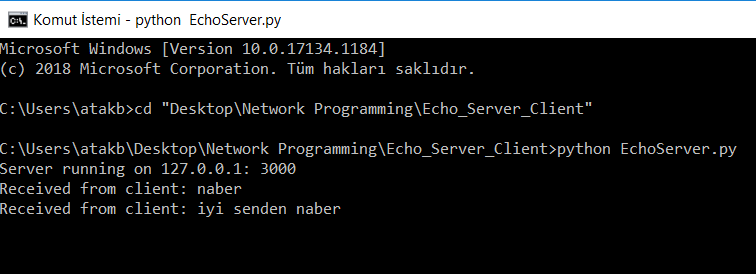 Komut İstemi - python  EchoServer.py
Microsoft Windows [Version 10.0.17134.1184]
(c) 2018 Microsoft Corporation. Tüm hakları saklıdır.
C:\Users\atakb>cd "Desktop\Network Programming\Echo_Server_Client"
C:\Users\atakb\Desktop\Network Programming\Echo_Server_Client>python EchoServer.py
Server running on 127.0.0.1: 3000
Received from client: naber
Received from client: iyi senden naber